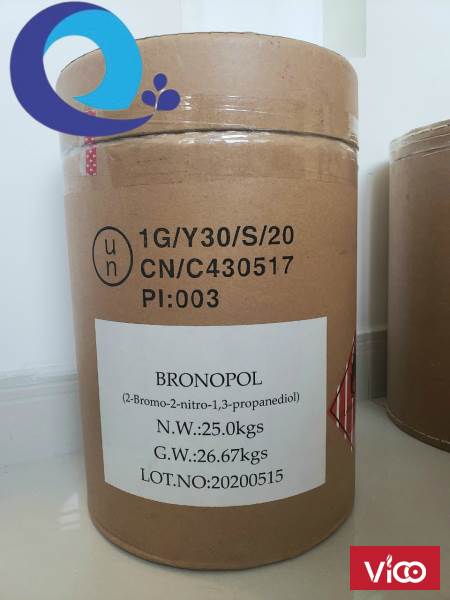 un
1G/Y30/S/20
CN/C430517
PI:003
BRONOPOL
(2-Bromo-2-nitro-1,3-propanediol)
N.W.:25.0kgs
G.W.:26.67kgs
LOT.NO:20200515
Vico